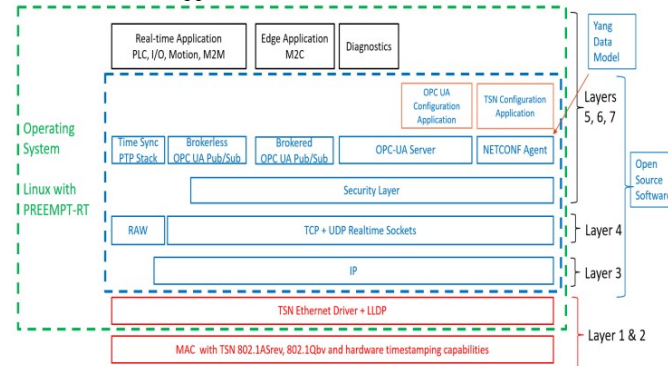 Real-time Application
PLC, I/O, Motion, M2M
Edge Application
M2C
Diagnostics
Yang
Data
Model
OPC UA
Configuration
Application
TSN Configuration
Application
Layers
5, 6, 7
Operating
System
Linux with
PREEMPT-RT
Time Sync
PTP Stack
Brokerless
OPC UA Pub/Sub
Brokered
OPC UA Pub/Sub
OPC-UA Server
NETCONF Agent
Open
Source
Software
Security Layer
RAW
TCP + UDP Realtime Sockets
Layer 4
IP
Layer 3
TSN Ethernet Driver + LLDP
Layer 1 & 2
MAC with TSN 802.1ASrev, 802.1Qbv and hardware timestamping capabilities